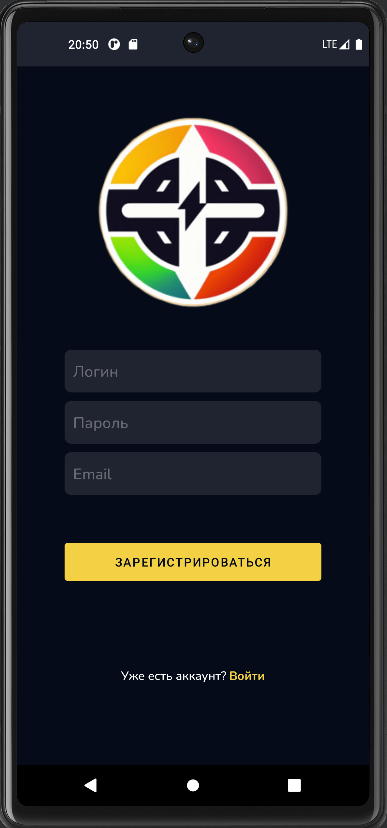 20:50 LTE
Логин
Пароль
Email
ЗАРЕГИСТРИРОВАТЬСЯ
Уже есть аккаунт? Войти